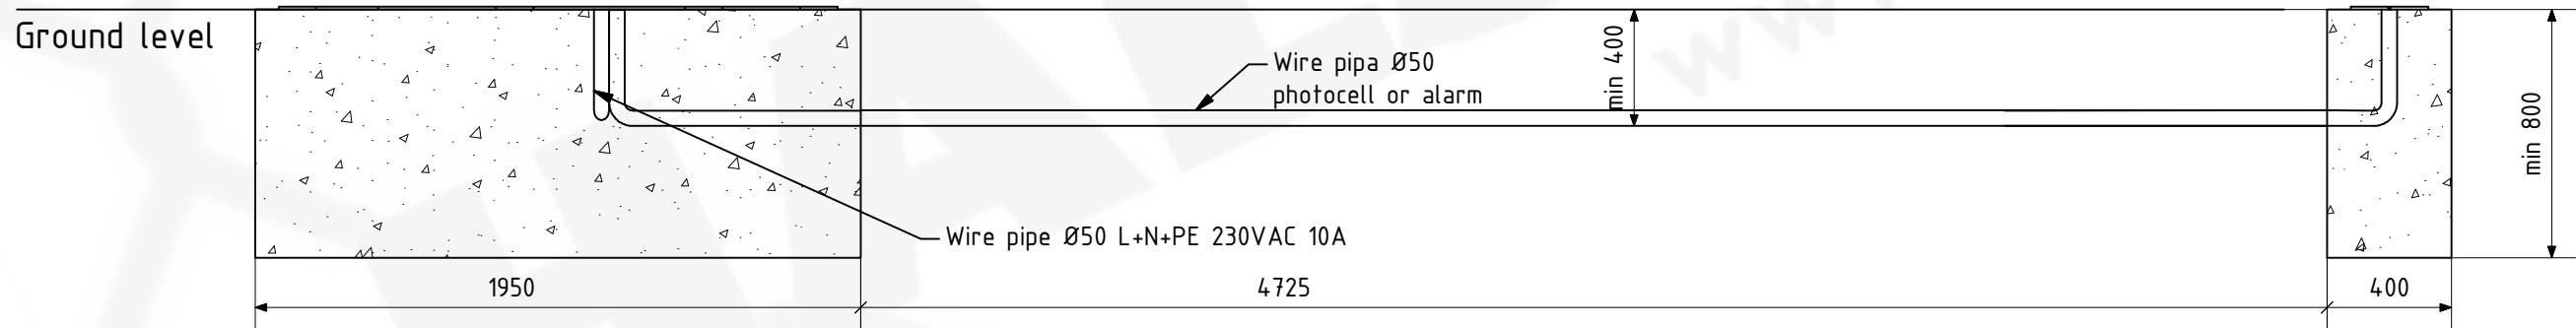 Ground level
Wire pipa Ø50
photocell or alarm
min 400
min 800
Wire pipe Ø50 L+N+PE 230VAC 10A
1950
4725
400